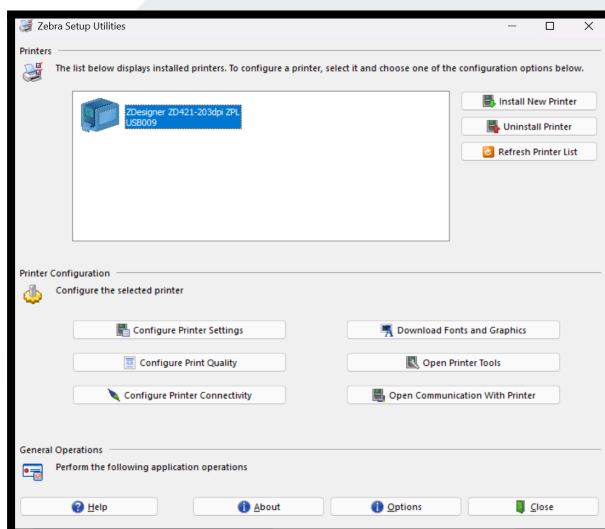 Zebra Setup Utilities
Printers
The list below displays installed printers. To configure a printer, select it and choose one of the configuration options below.
ZDesigner ZD421-203dpi ZPL
USB009
Install New Printer
Uninstall Printer
Refresh Printer List
Printer Configuration
Configure the selected printer
Configure Printer Settings
Download Fonts and Graphics
Configure Print Quality
Open Printer Tools
Configure Printer Connectivity
Open Communication With Printer
General Operations
Perform the following application operations
Help
About
Options
Close